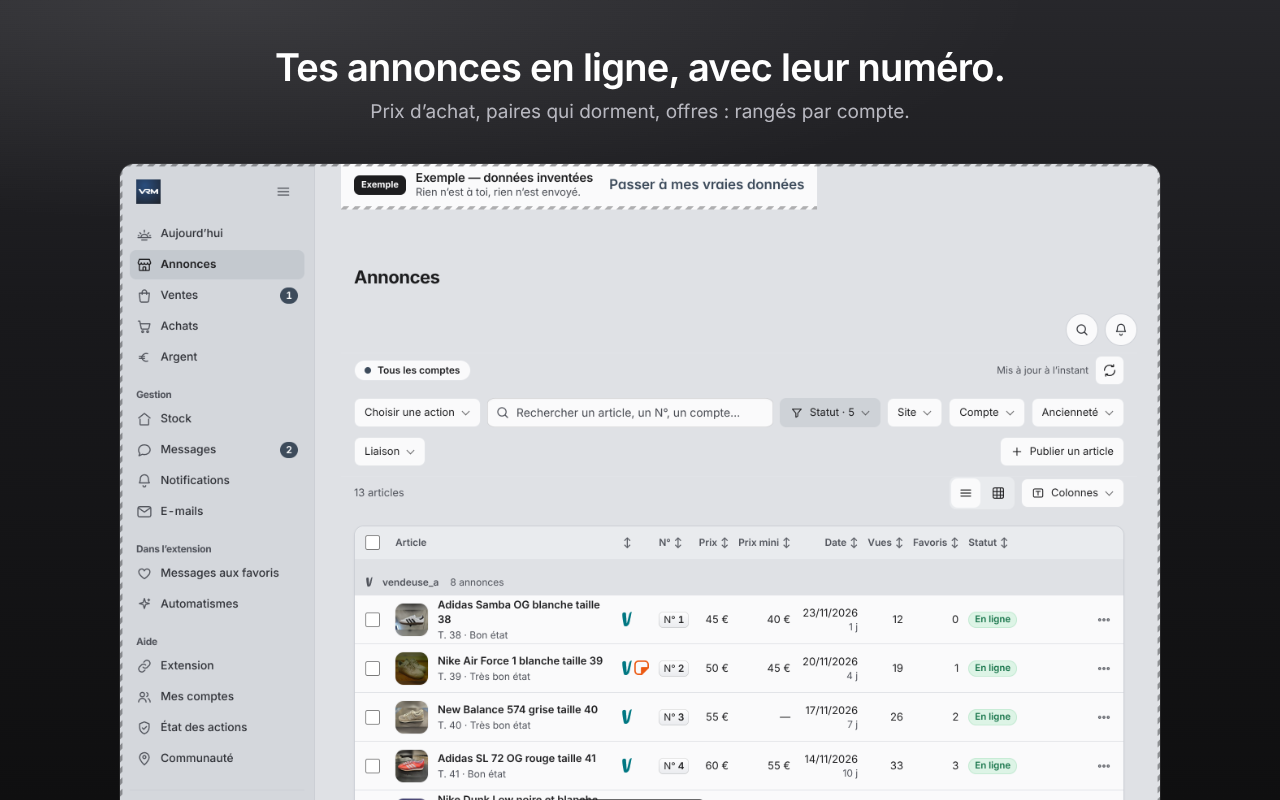 Tes annonces en ligne, avec leur numéro.
Prix d’achat, paires qui dorment, offres : rangés par compte.
VRM
Exemple
Exemple — données inventées
Rien n’est à toi, rien n’est envoyé.
Passer à mes vraies données
Aujourd’hui
Annonces
Ventes 1
Achats
Argent
Gestion
Stock
Messages 2
Notifications
E-mails
Dans l’extension
Messages aux favoris
Automatismes
Aide
Extension
Mes comptes
État des actions
Communauté
Annonces
Tous les comptes
Mis à jour à l’instant
Choisir une action
Rechercher un article, un N°, un compte…
Statut · 5
Site
Compte
Ancienneté
Liaison
Publier un article
13 articles
Colonnes
Article N° Prix Prix mini Date Vues Favoris Statut
vendeuse_a 8 annonces
Adidas Samba OG blanche taille 
38
T. 38 · Bon état
N° 1 45 € 40 € 23/11/2026 12 0 En ligne
1 j
Nike Air Force 1 blanche taille 39
T. 39 · Très bon état
N° 2 50 € 45 € 20/11/2026 19 1 En ligne
4 j
New Balance 574 grise taille 40
T. 40 · Très bon état
N° 3 55 € — 17/11/2026 26 2 En ligne
7 j
Adidas SL 72 OG rouge taille 41
T. 41 · Bon état
N° 4 60 € 55 € 14/11/2026 33 3 En ligne
10 j
Nike Dunk Low noire et blanche